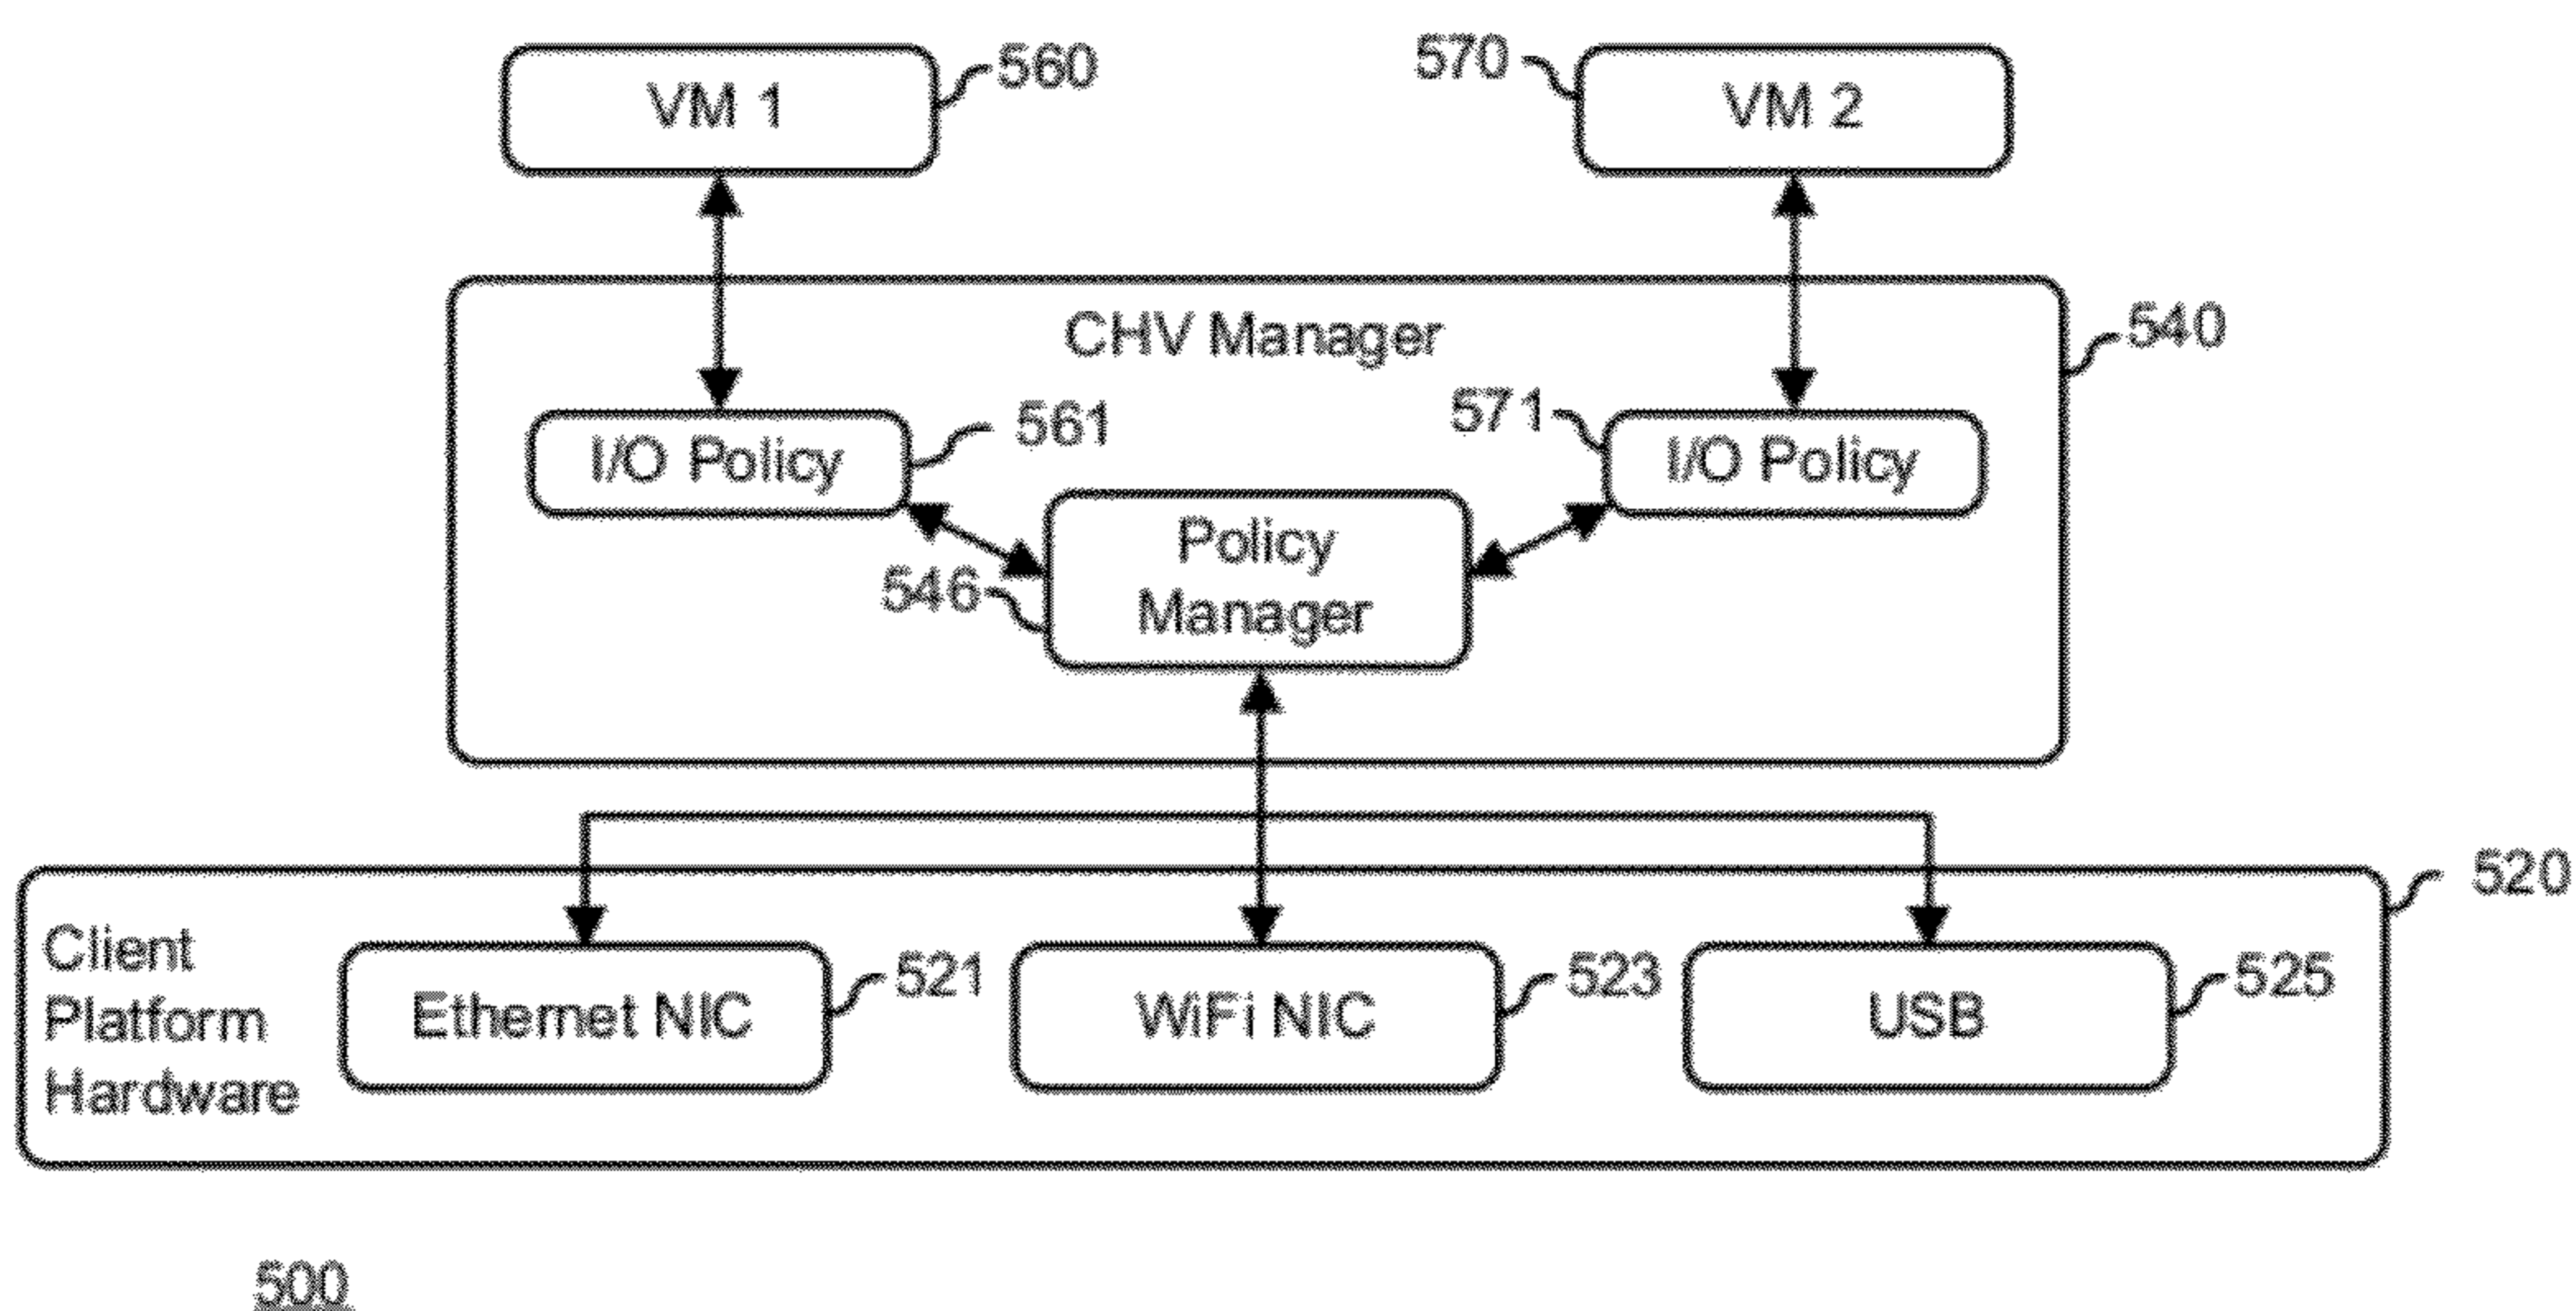 VM 1
560
570
VM 2
CHV Manager
540
I/O Policy
561
571
I/O Policy
Policy
Manager
546
520
Client
Platform
Hardware
Ethernet NIC
521
WiFi NIC
523
USB
525
500